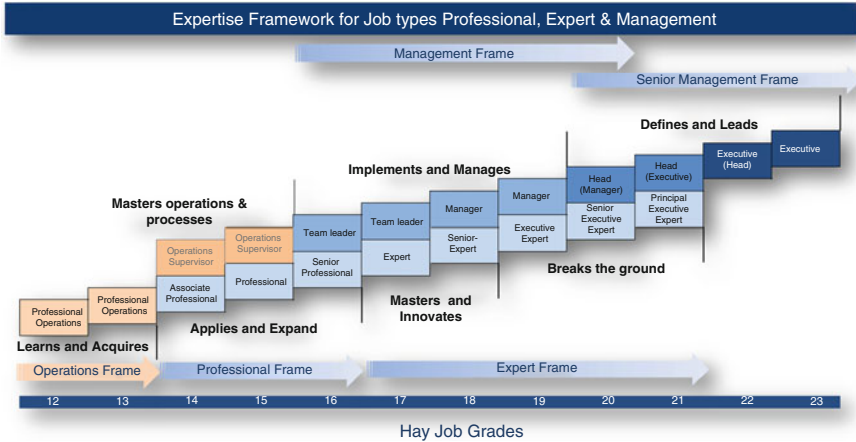 Expertise Framework for Job types Professional, Expert & Management
Management Frame
Senior Management Frame
Defines and Leads
Executive
Executive
(Head)
Head
(Executive)
Head
(Manager)
Implements and Manages
Manager
Manager
Team leader
Team leader
Masters operations &
processes
Operations
Supervisor
Operations
Supervisor
Principal
Executive
Expert
Senior
Executive
Expert
Executive
Expert
Senior-
Expert
Expert
Senior
Professional
Professional
Associate
Professional
Professional
Operations
Professional
Operations
Breaks the ground
Masters and
Innovates
Applies and Expand
Learns and Acquires
Operations Frame
Professional Frame
Expert Frame
12 13 14 15 16 17 18 19 20 21 22 23
Hay Job Grades